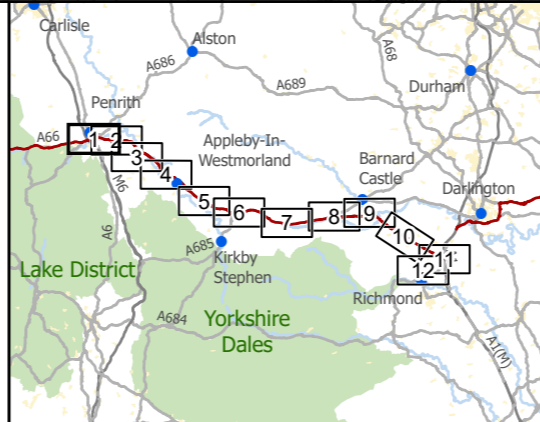 Carlisle
Alston
A686
A68
A689
Durham
Penrith
A66
1
2
3
4
5
6
7
8
9
10
11
12
Appleby-In-
Westmorland
Barnard
Castle
Darlington
M6
A6
Lake District
A685
Kirkby
Stephen
Richmond
A684
Yorkshire
Dales
A1(M)